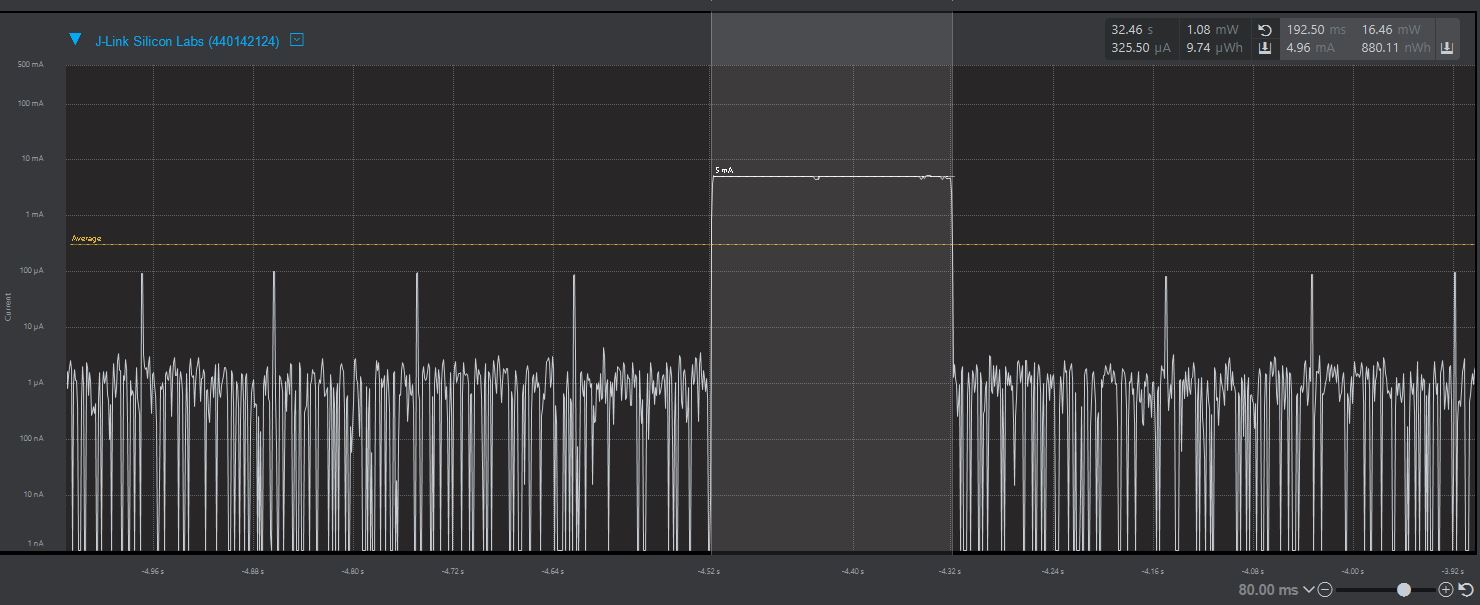 J-Link Silicon Labs (440142124)
32.46 s 1.08 mW 192.50 ms 16.46 mW
325.50 µA 9.74 µWh 4.96 mA 880.11 nWh
500 mA
100 mA
10 mA
5 mA
1 mA
Average
100 µA
Current
10 µA
1 µA
100 nA
10 nA
1 nA
-4.96 s -4.88 s -4.80 s -4.72 s -4.64 s -4.52 s -4.40 s -4.32 s -4.24 s -4.16 s -4.08 s -4.00 s -3.92 s
80.00 ms